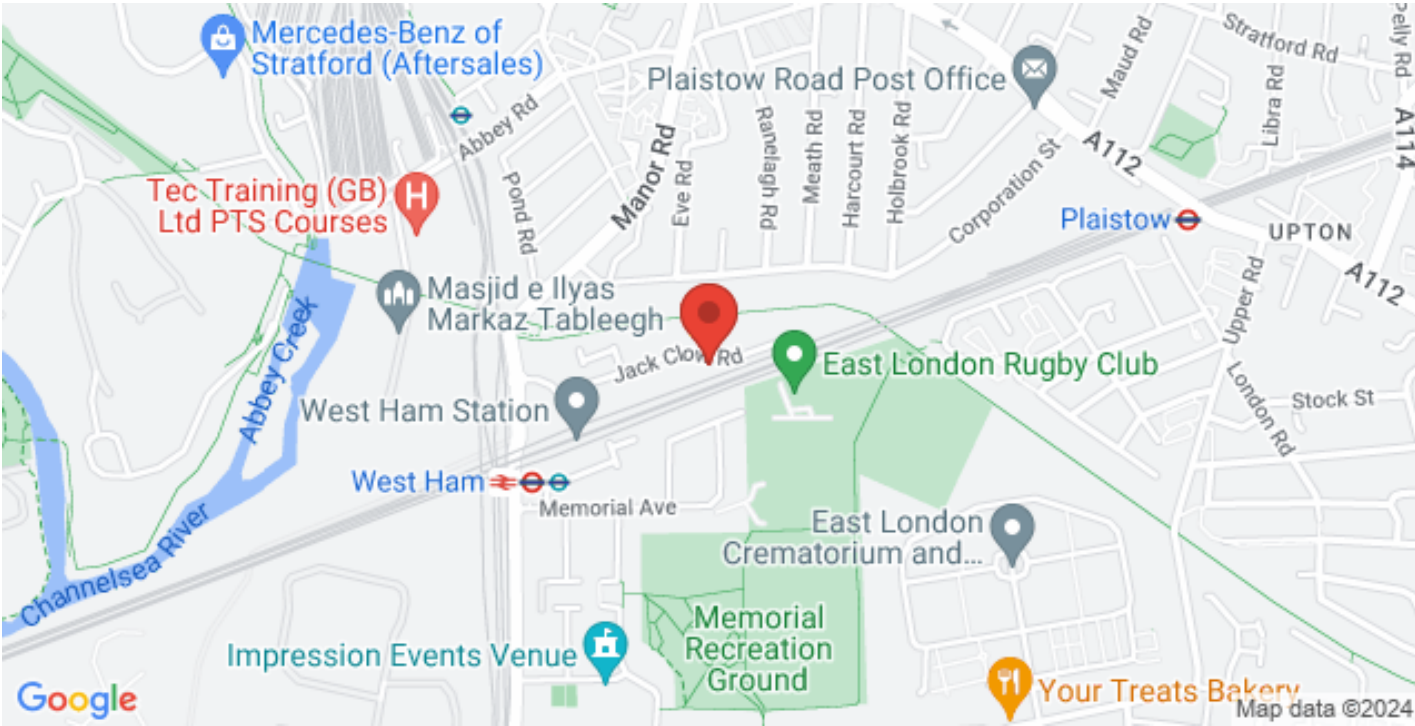 Mercedes-Benz of
Stratford (Aftersales)
Plaistow Road Post Office
Maud Rd
Stratford Rd
Libra Rd
A114
Abbey Rd
Manor Rd
Ranelagh Rd
Meath Rd
Harcourt Rd
Holbrook Rd
Corporation St
A112
Tec Training (GB)
Ltd PTS Courses
Pond Rd
Eve Rd
Plaistow
UPTON
A112
Masjid e Ilyas
Markaz Tableegh
Abbey Creek
Jack Clow Rd
East London Rugby Club
Upper Rd
London Rd
Stock St
West Ham Station
West Ham
Memorial Ave
Channelsea River
East London
Crematorium and...
Memorial
Recreation
Ground
Impression Events Venue
Your Treats Bakery
Google
Map data ©2024